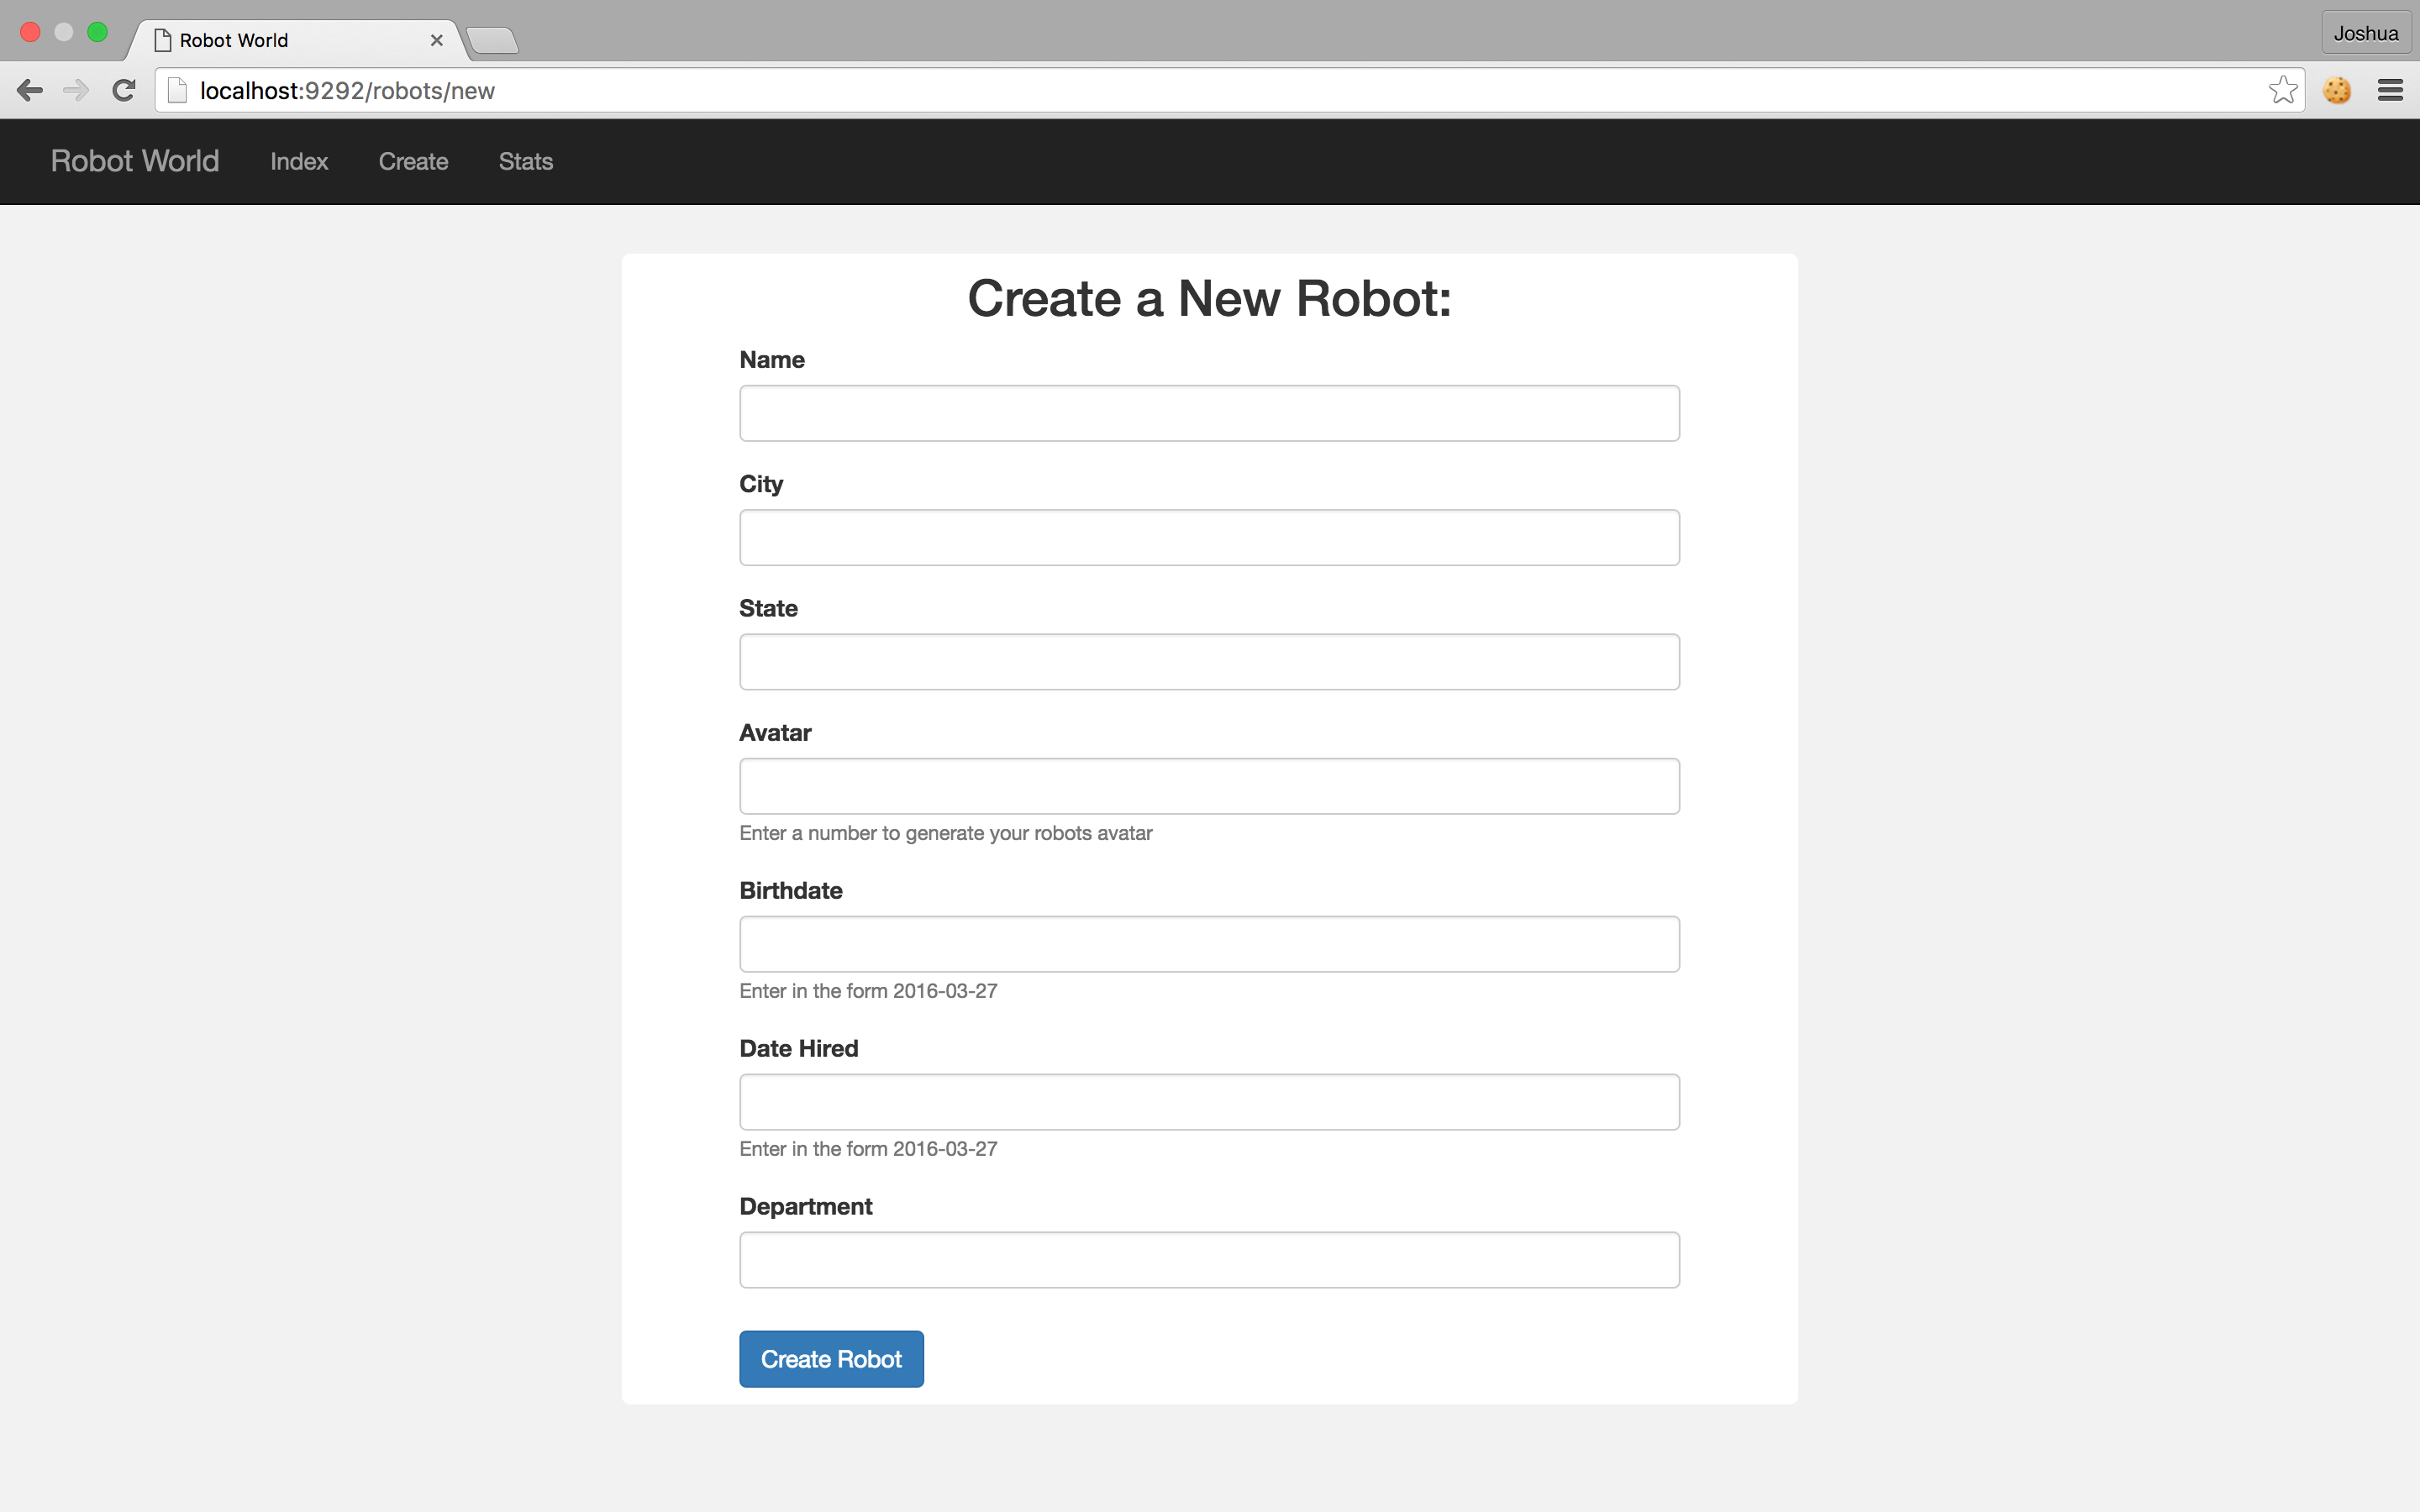 Robot World
Joshua
localhost:9292/robots/new
Robot World Index Create Stats
Create a New Robot:
Name
City
State
Avatar
Enter a number to generate your robots avatar
Birthdate
Enter in the form 2016-03-27
Date Hired
Enter in the form 2016-03-27
Department
Create Robot